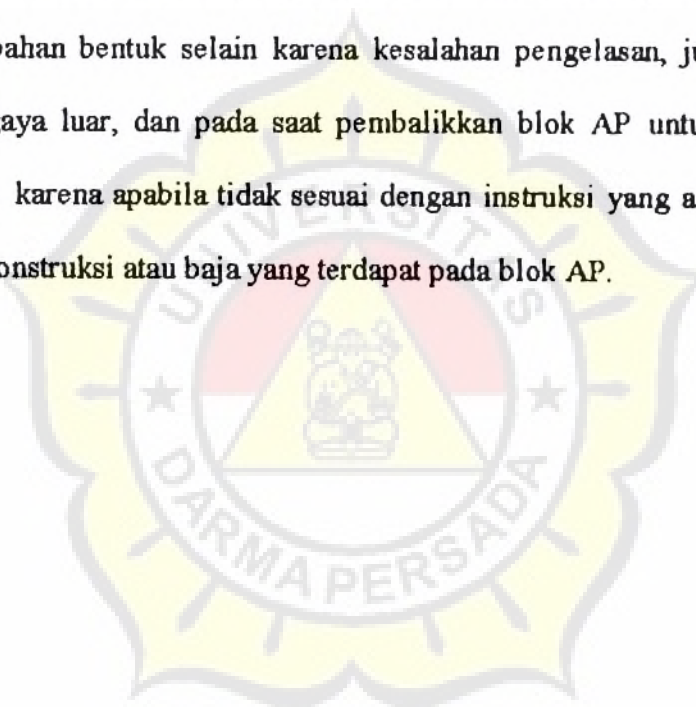 bahan bentuk selain karena kesalahan pengelasan, ju
gaya luar, dan pada saat pembalikkan blok AP untu
karena apabila tidak sesuai dengan instruksi yang a
onstruksi atau baja yang terdapat pada blok AP.
UNIVERSITAS
DARMA PERSADA